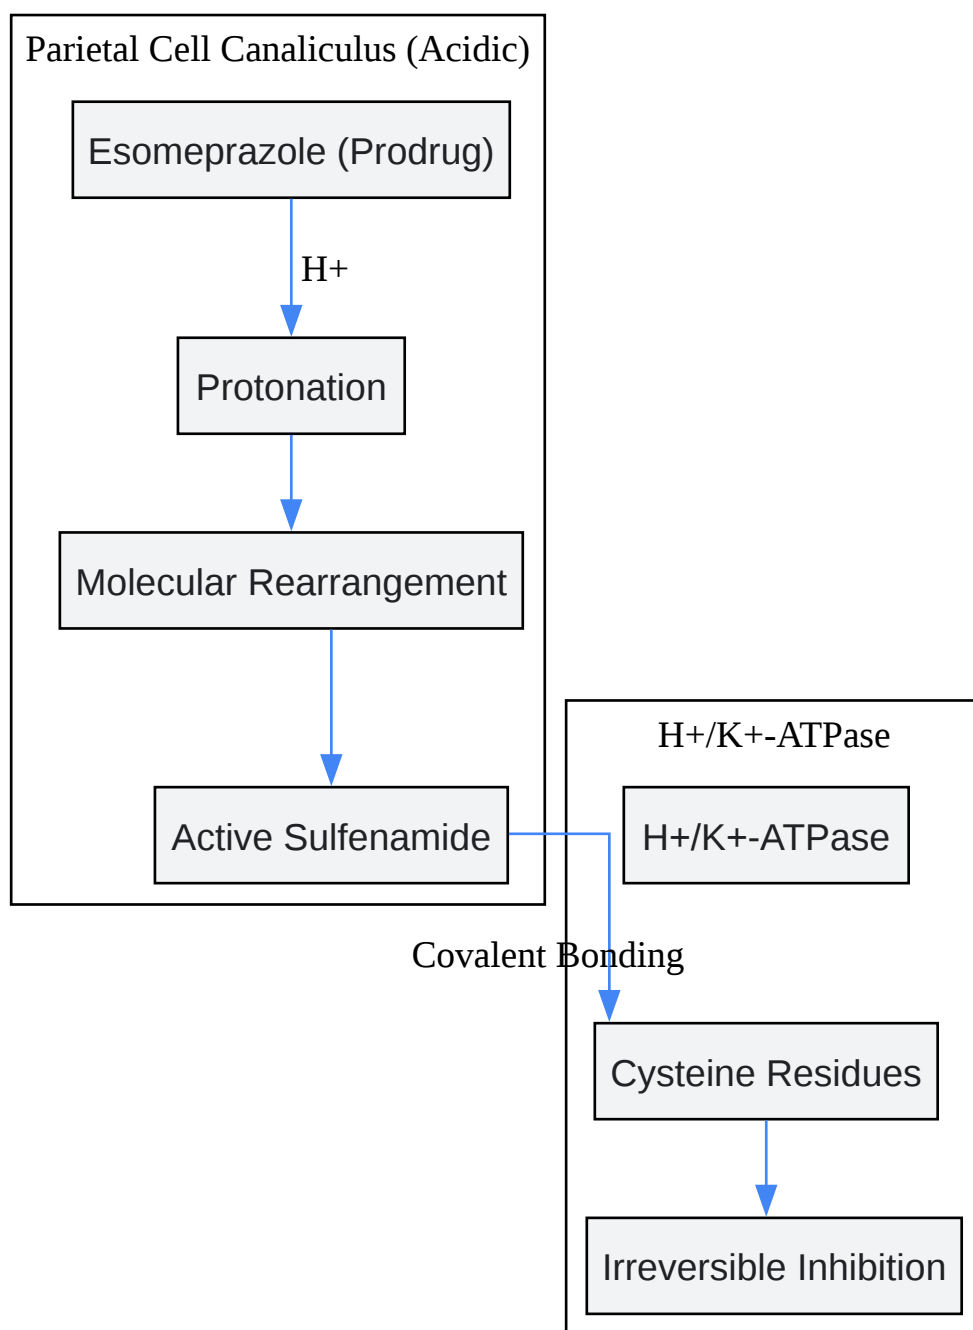 Parietal Cell Canaliculus (Acidic)
Esomeprazole (Prodrug)
H+
Protonation
Molecular Rearrangement
Active Sulfenamide
H+/K+-ATPase
H+/K+-ATPase
Covalent Bonding
Cysteine Residues
Irreversible Inhibition